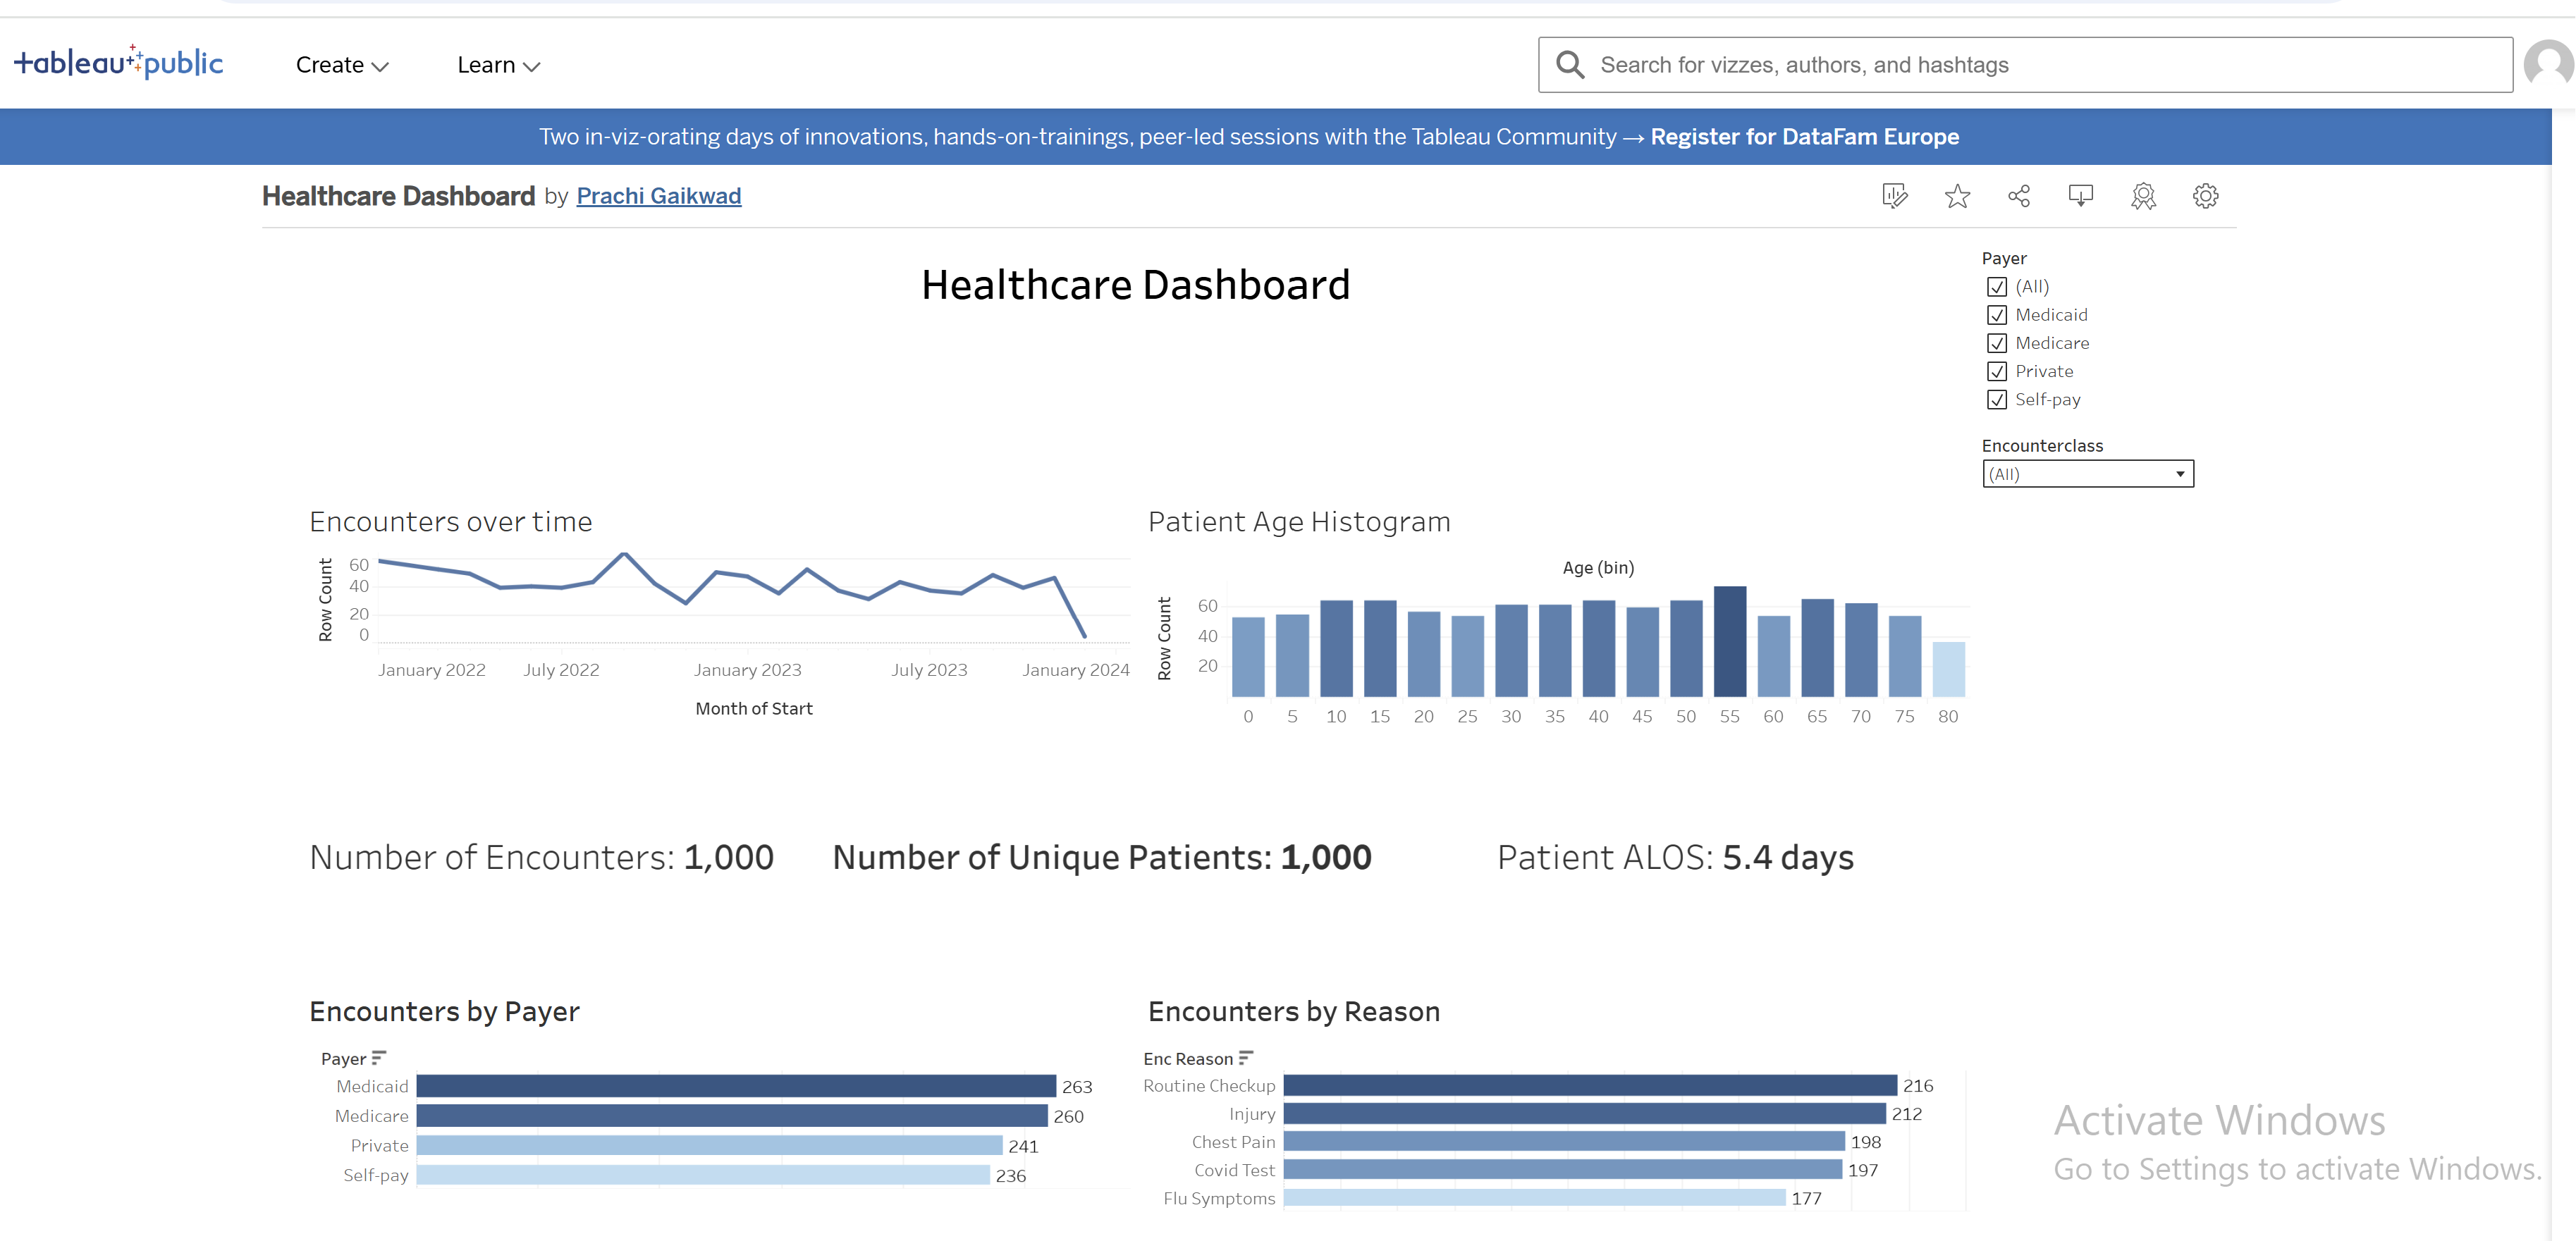 tableau public
Create
Learn
Search for vizzes, authors, and hashtags
Two in-viz-orating days of innovations, hands-on-trainings, peer-led sessions with the Tableau Community → Register for DataFam Europe
Healthcare Dashboard by Prachi Gaikwad
Healthcare Dashboard
Payer
(All)
Medicaid
Medicare
Private
Self-pay
Encounterclass
(All)
Encounters over time
Row Count
60
40
20
0
January 2022 July 2022 January 2023 July 2023 January 2024
Month of Start
Patient Age Histogram
Age (bin)
Row Count
60
40
20
0 5 10 15 20 25 30 35 40 45 50 55 60 65 70 75 80
Number of Encounters: 1,000
Number of Unique Patients: 1,000
Patient ALOS: 5.4 days
Encounters by Payer
Payer
Medicaid 263
Medicare 260
Private 241
Self-pay 236
Encounters by Reason
Enc Reason
Routine Checkup 216
Injury 212
Chest Pain 198
Covid Test 197
Flu Symptoms 177
Activate Windows
Go to Settings to activate Windows.